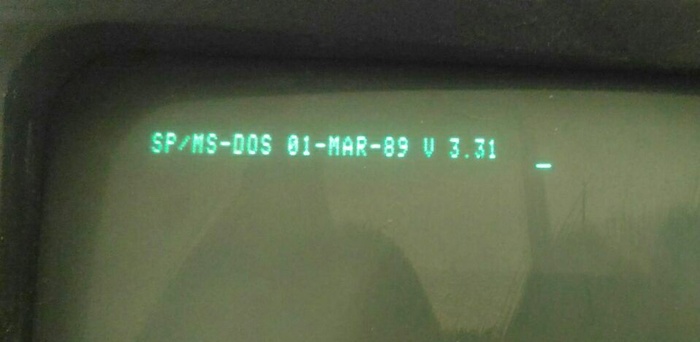 SP/MS-DOS 01-MAR-89 V 3.31 _